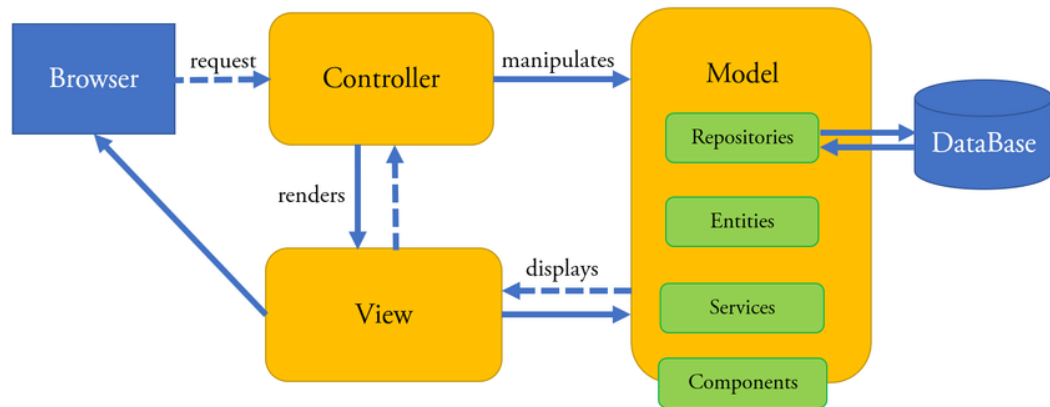 Browser
request
Controller
manipulates
Model
Repositories
DataBase
renders
Entities
displays
View
Services
Components